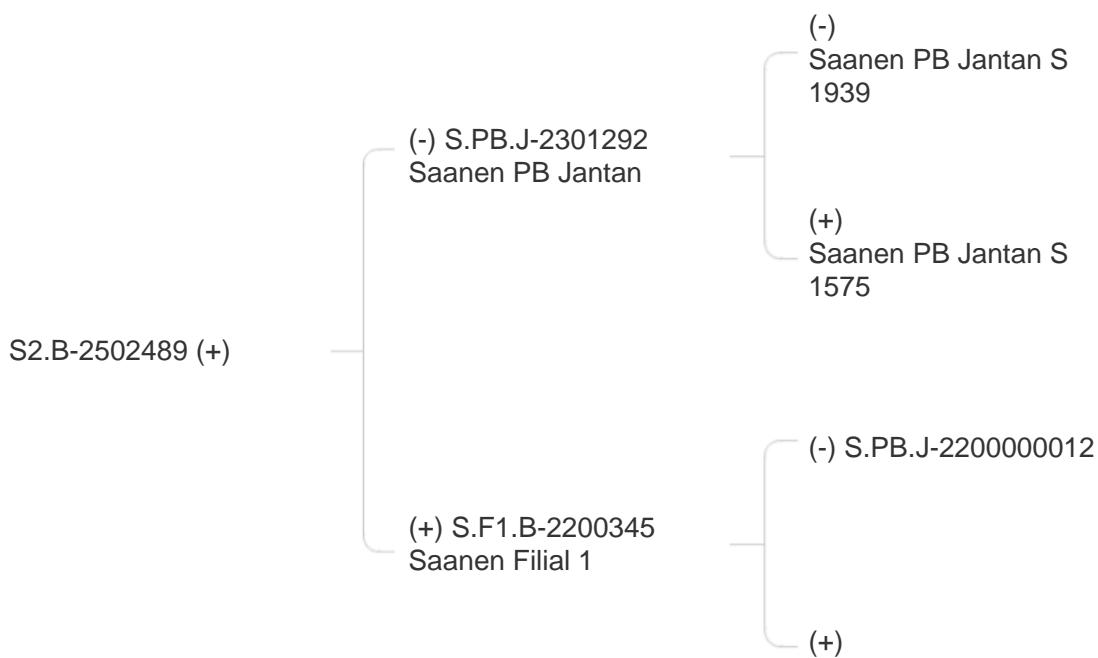 S2.B-2502489 (+)
(-) S.PB.J-2301292
Saanen PB Jantan
(-)
Saanen PB Jantan S
1939
(+)
Saanen PB Jantan S
1575
(+) S.F1.B-2200345
Saanen Filial 1
(-) S.PB.J-2200000012
(+)